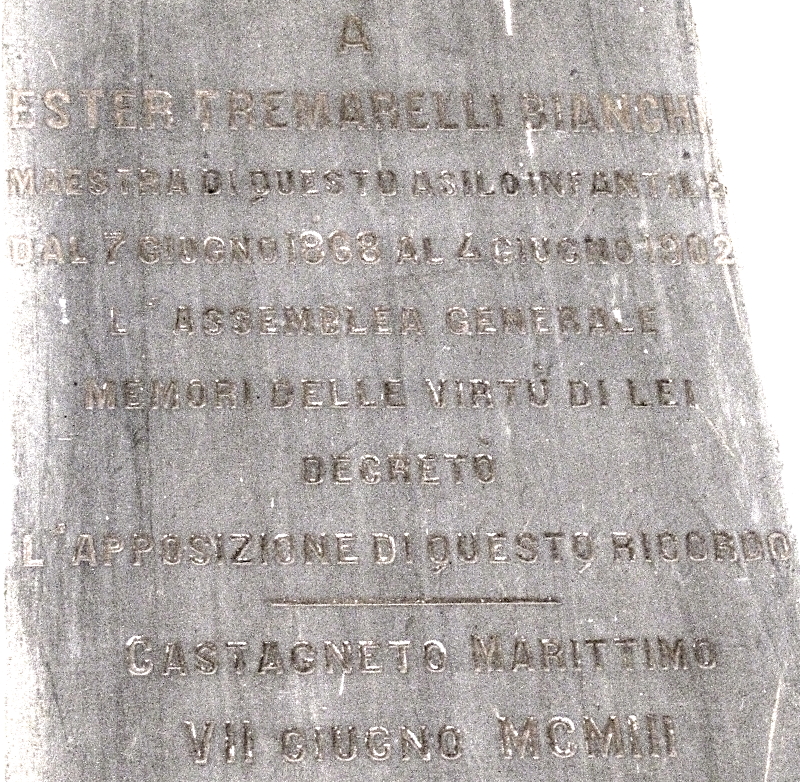 A
ESTER TREMARELLI BIANCHI
MAESTRA DI QUESTO ASILO INFANTILE
DAL 7 GIUGNO 1868 AL 4 GIUGNO 1902
L'ASSEMBLEA GENERALE
MEMORI DELLE VIRTÙ DI LEI
DECRETÒ
L'APPOSIZIONE DI QUESTO RICORDO
CASTAGNETO MARITTIMO
VII GIUGNO MCMIII